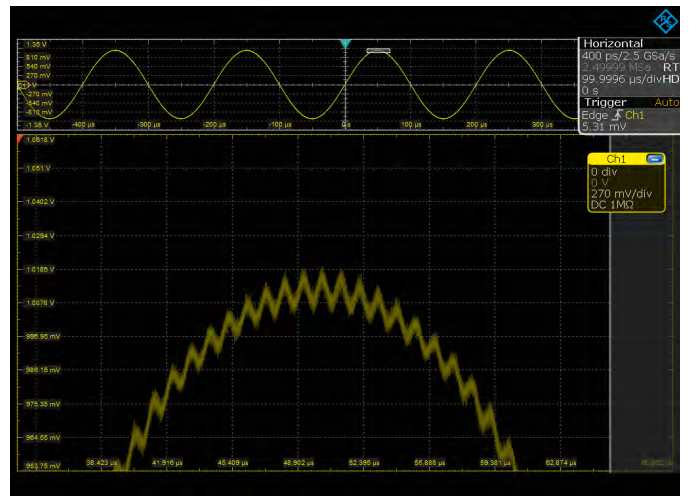 R&S
1.35 V
810 mV
540 mV
270 mV
-270 mV
-540 mV
-810 mV
-1.35 V
-400 µs
-300 µs
-200 µs
-100 µs
0 s
100 µs
200 µs
300 µs
Horizontal
400 ps/2.5 GSa/s
2.49999 MSa RT
99.9996 µs/div HD
0 s
Trigger Auto
Edge Ch1
5.31 mV
Ch1
0 div
0 V
270 mV/div
DC 1MΩ
1.0618 V
1.051 V
1.0402 V
1.0294 V
1.0185 V
1.0078 V
996.95 mV
986.15 mV
975.38 mV
964.55 mV
953.75 mV
38.423 µs
41.916 µs
45.409 µs
48.902 µs
52.395 µs
55.888 µs
59.381 µs
62.874 µs